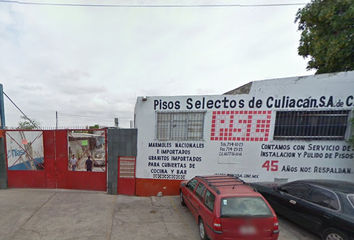 Pisos Selectos de Culiacán, S.A. de C
MARMOLES NACIONALES
E IMPORTADOS
GRANITOS IMPORTADOS
PARA CUBIERTAS DE
COCINA Y BAR
CONTAMOS CON SERVICIO DE
INSTALACION Y PULIDO DE PISOS
45 AÑOS NOS RESPALDAN